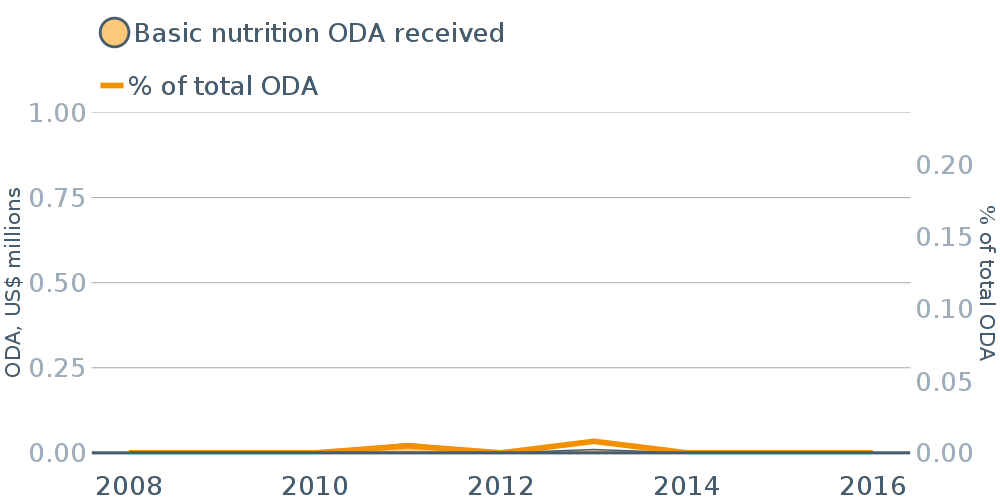 Basic nutrition ODA received
% of total ODA
1.00
0.75
0.50
0.25
0.00
ODA, US$ millions
0.20
0.15
0.10
0.05
0.00
% of total ODA
2008 2010 2012 2014 2016